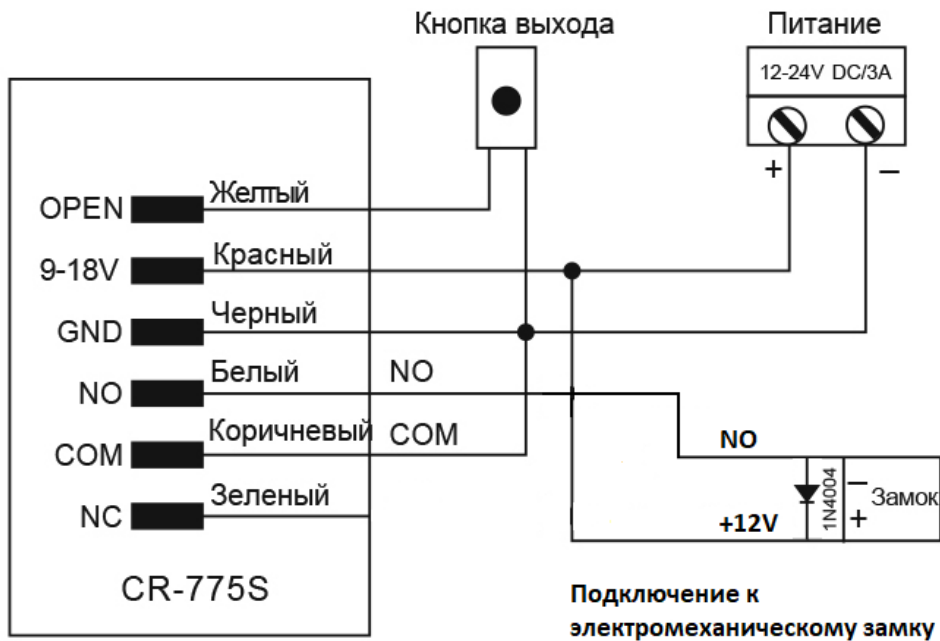 Кнопка выхода
Питание
12-24V DC/3A
+
–
OPEN
Желтый
9-18V
Красный
GND
Черный
NO
Белый
NO
COM
Коричневый
COM
NC
Зеленый
NO
1N4004
–
+
Замок
+12V
CR-775S
Подключение к
электромеханическому замку